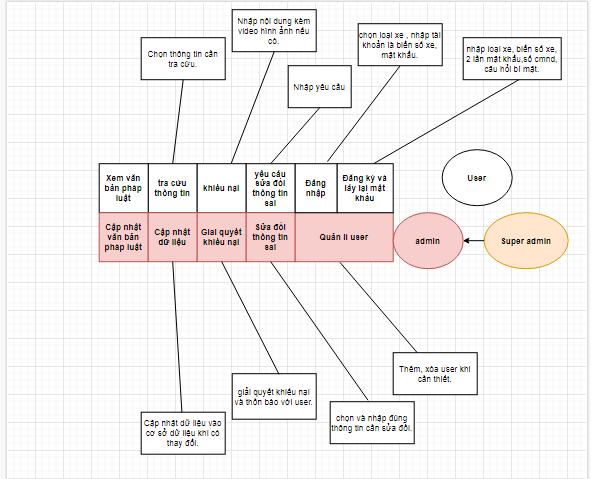 Nhập nội dung kèm
video hình ảnh nếu
có.
Chọn thông tin cần
tra cứu.
chọn loại xe , nhập tài
khoản là biển số xe,
mật khẩu.
nhập loại xe, biển số xe,
2 lần mật khẩu,số cmnd,
câu hỏi bí mật.
Nhập yêu cầu
Xem văn
bản pháp
luật
tra cứu
thông tin
khiếu nại
yêu cầu
sửa đổi
thông tin
sai
Đăng
nhập
Đăng ký và
lấy lại mật
khẩu
User
Cập nhật
văn bản
pháp luật
Cập nhật
dữ liệu
Giải quyết
khiếu nại
Sửa đổi
thông tin
sai
Quản lí user
admin
Super admin
Thêm, xóa user khi
cần thiết.
giải quyết khiếu nại
và thôn báo với user.
chọn và nhập đúng
thông tin cần sửa đổi.
Cập nhật dữ liệu vào
cơ sở dữ liệu khi có
thay đổi.